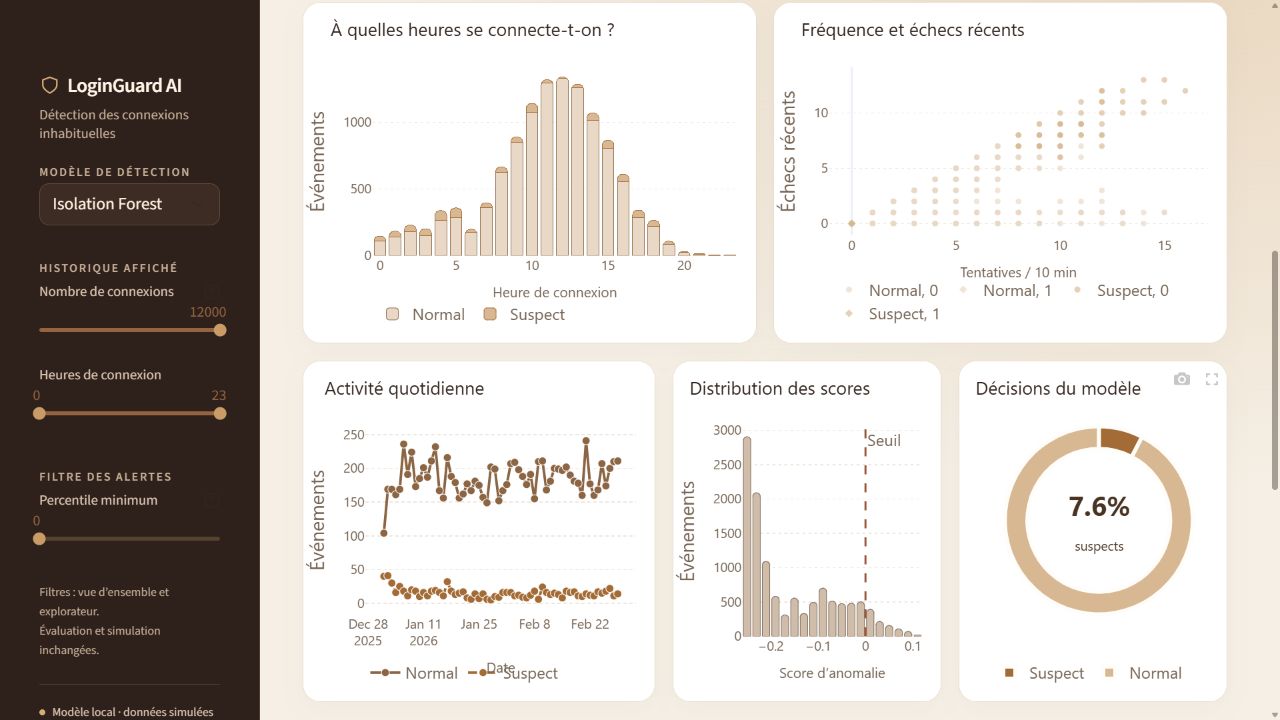 LoginGuard AI
Détection des connexions
inhabituelles
MODÈLE DE DÉTECTION
Isolation Forest
HISTORIQUE AFFICHÉ
Nombre de connexions
12000
Heures de connexion
0 23
FILTRE DES ALERTES
Percentile minimum
0
Filtres : vue d'ensemble et
explorateur.
Évaluation et simulation
inchangées.
Modèle local · données simulées
À quelles heures se connecte-t-on ?
Événements
1000
500
0
0 5 10 15 20
Heure de connexion
Normal Suspect
Fréquence et échecs récents
Échecs récents
10
5
0
0 5 10 15
Tentatives / 10 min
Normal, 0 Normal, 1 Suspect, 0
Suspect, 1
Activité quotidienne
Événements
250
200
150
100
50
0
Dec 28 Jan 11 Jan 25 Feb 8 Feb 22
2025 2026
Date
Normal Suspect
Distribution des scores
Événements
3000
2500
2000
1500
1000
500
0
Seuil
−0.2 −0.1 0 0.1
Score d'anomalie
Décisions du modèle
7.6%
suspects
Suspect Normal